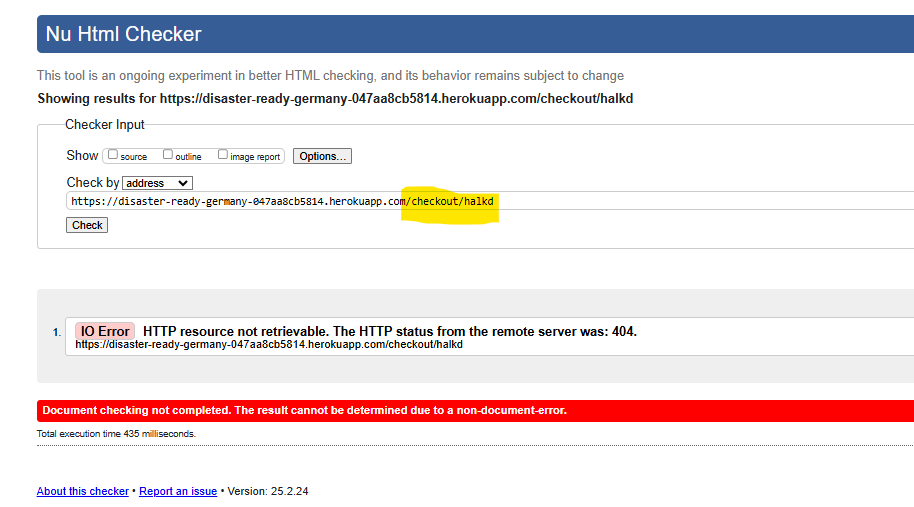 Nu Html Checker
This tool is an ongoing experiment in better HTML checking, and its behavior remains subject to change
Showing results for https://disaster-ready-germany-047aa8cb5814.herokuapp.com/checkout/halkd
Checker Input
Show source outline image report Options...
Check by address
https://disaster-ready-germany-047aa8cb5814.herokuapp.com/checkout/halkd
Check
1. IO Error HTTP resource not retrievable. The HTTP status from the remote server was: 404.
https://disaster-ready-germany-047aa8cb5814.herokuapp.com/checkout/halkd
Document checking not completed. The result cannot be determined due to a non-document-error.
Total execution time 435 milliseconds.
About this checker • Report an issue • Version: 25.2.24